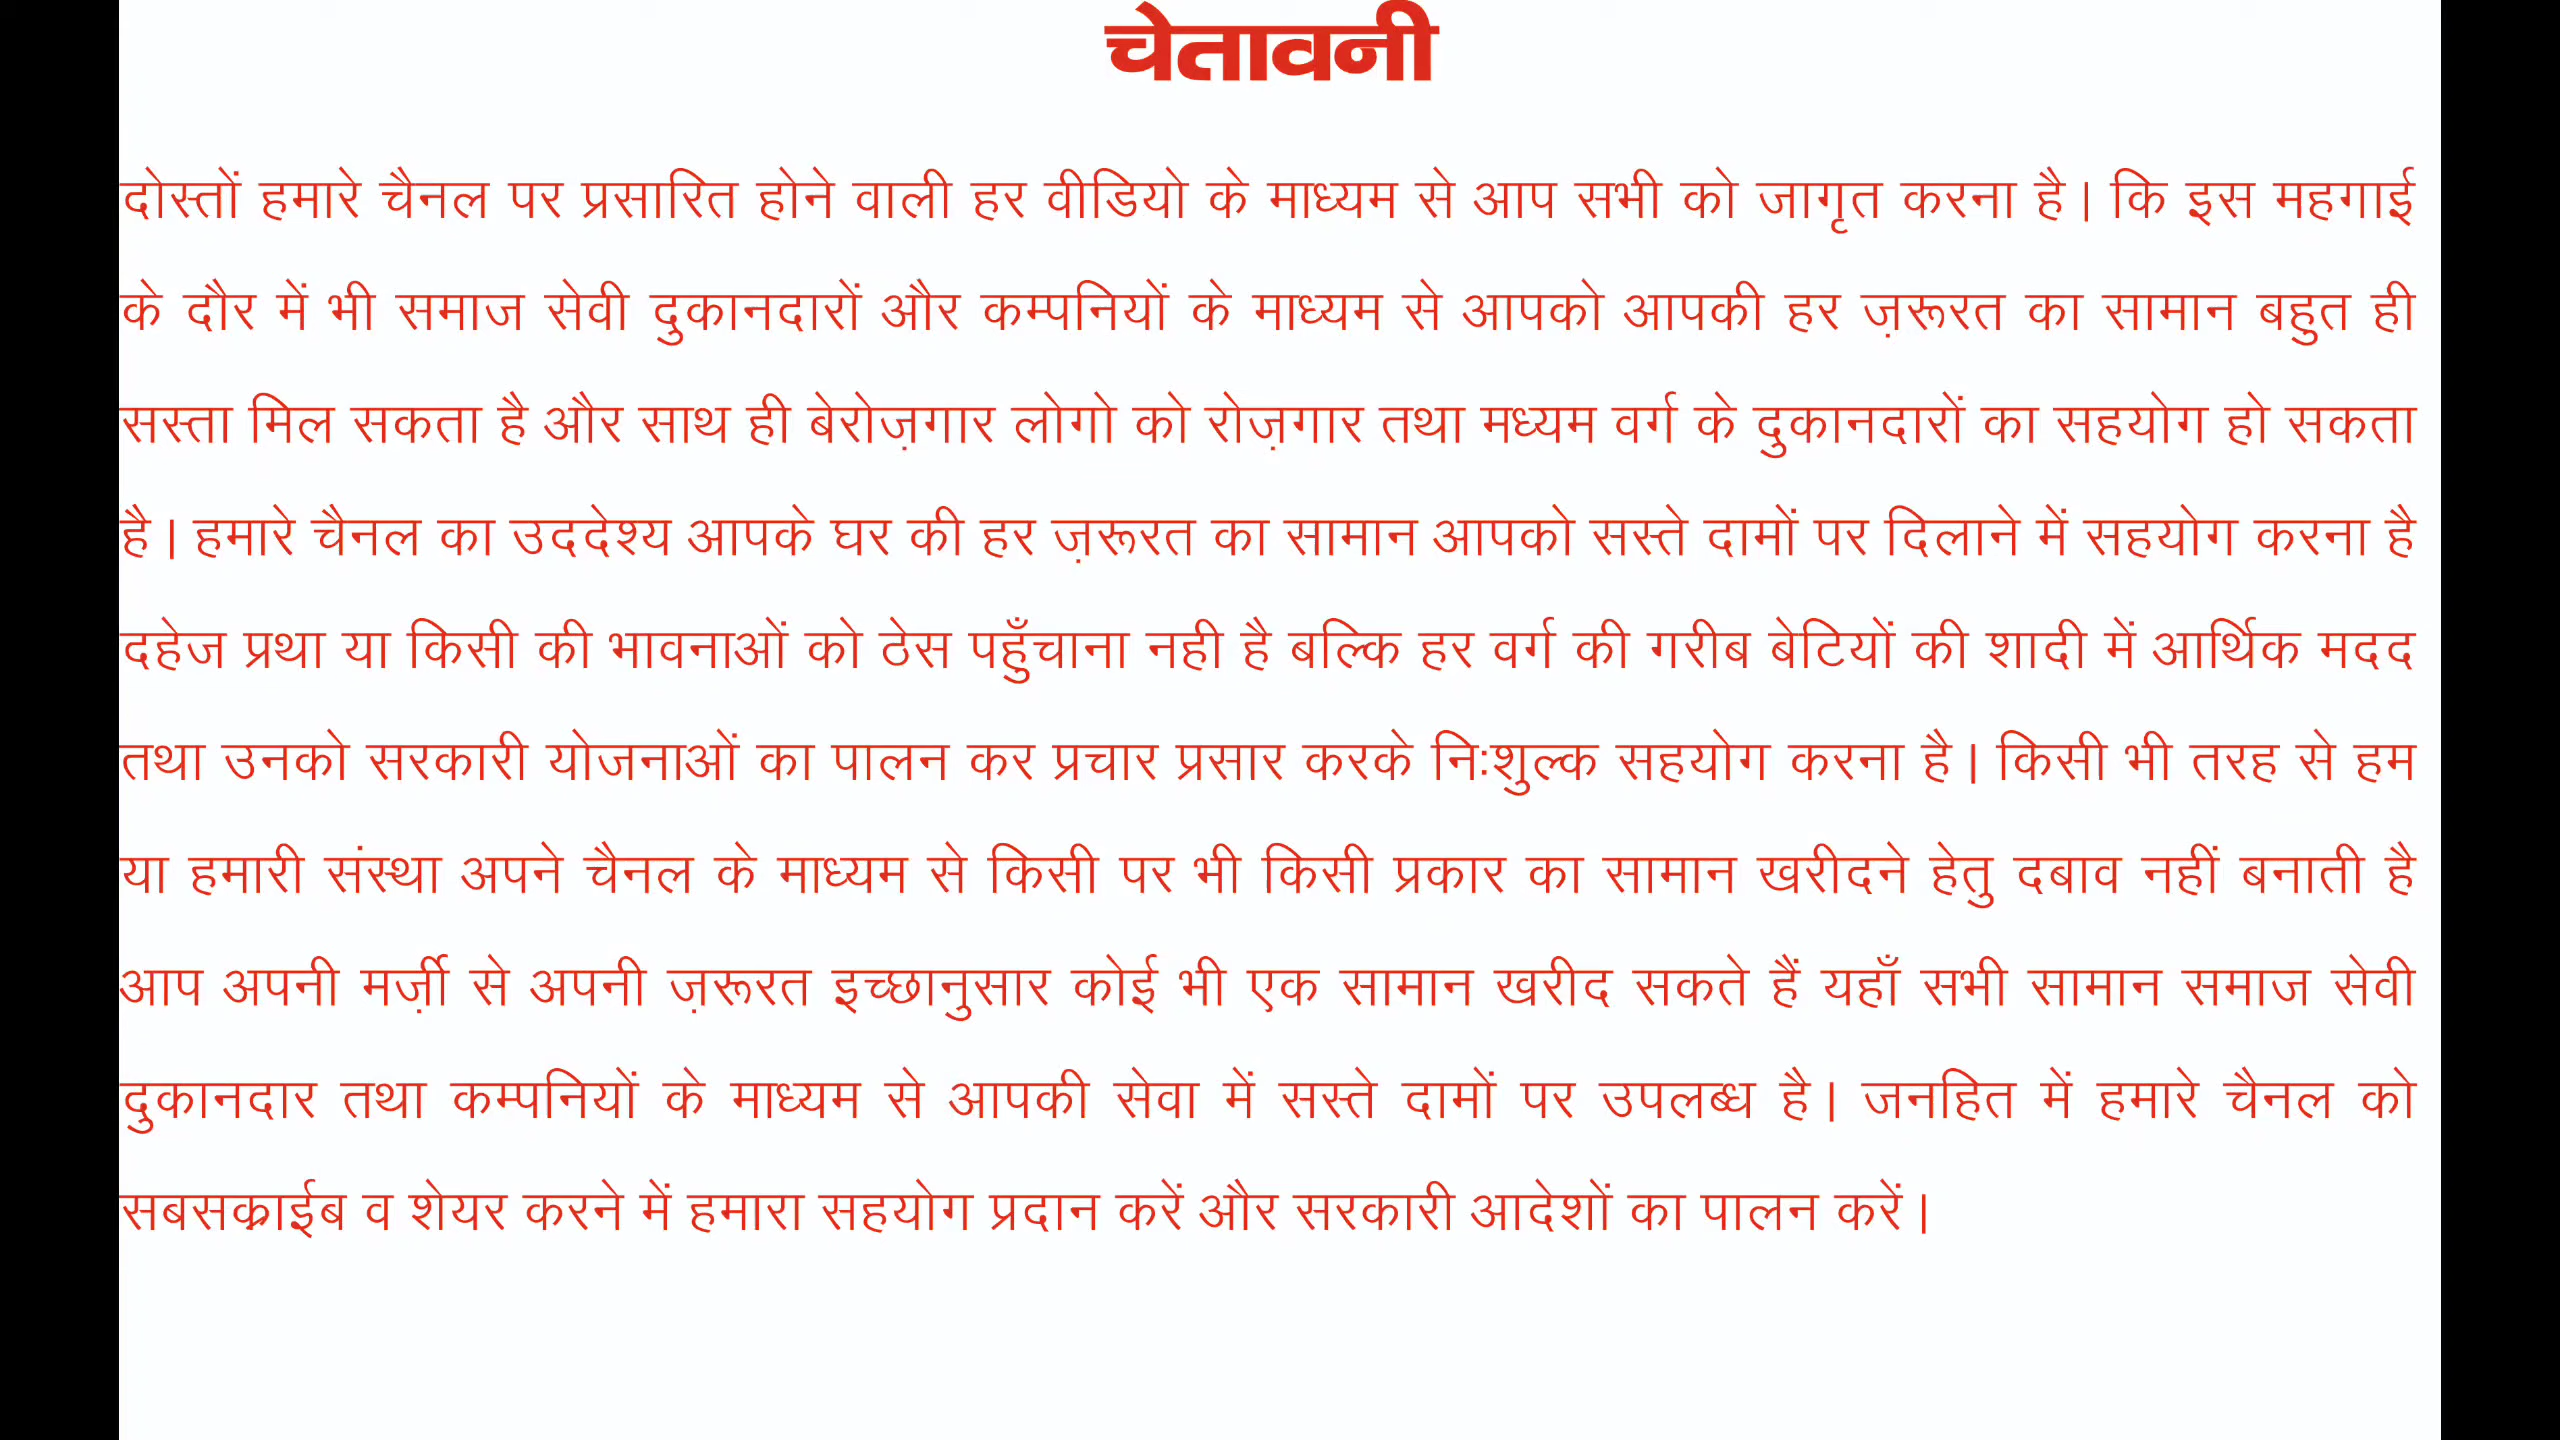 चेतावनी
दोस्तों हमारे चैनल पर प्रसारित होने वाली हर वीडियो के माध्यम से आप सभी को जागृत करना है। कि इस महगाई
के दौर में भी समाज सेवी दुकानदारों और कम्पनियों के माध्यम से आपको आपकी हर ज़रूरत का सामान बहुत ही
सस्ता मिल सकता है और साथ ही बेरोज़गार लोगो को रोज़गार तथा मध्यम वर्ग के दुकानदारों का सहयोग हो सकता
है। हमारे चैनल का उददेश्य आपके घर की हर ज़रूरत का सामान आपको सस्ते दामों पर दिलाने में सहयोग करना है
दहेज प्रथा या किसी की भावनाओं को ठेस पहुँचाना नही है बल्कि हर वर्ग की गरीब बेटियों की शादी में आर्थिक मदद
तथा उनको सरकारी योजनाओं का पालन कर प्रचार प्रसार करके निःशुल्क सहयोग करना है। किसी भी तरह से हम
या हमारी संस्था अपने चैनल के माध्यम से किसी पर भी किसी प्रकार का सामान खरीदने हेतु दबाव नहीं बनाती है
आप अपनी मर्ज़ी से अपनी ज़रूरत इच्छानुसार कोई भी एक सामान खरीद सकते हैं यहाँ सभी सामान समाज सेवी
दुकानदार तथा कम्पनियों के माध्यम से आपकी सेवा में सस्ते दामों पर उपलब्ध है। जनहित में हमारे चैनल को
सबसक्राईब व शेयर करने में हमारा सहयोग प्रदान करें और सरकारी आदेशों का पालन करें।